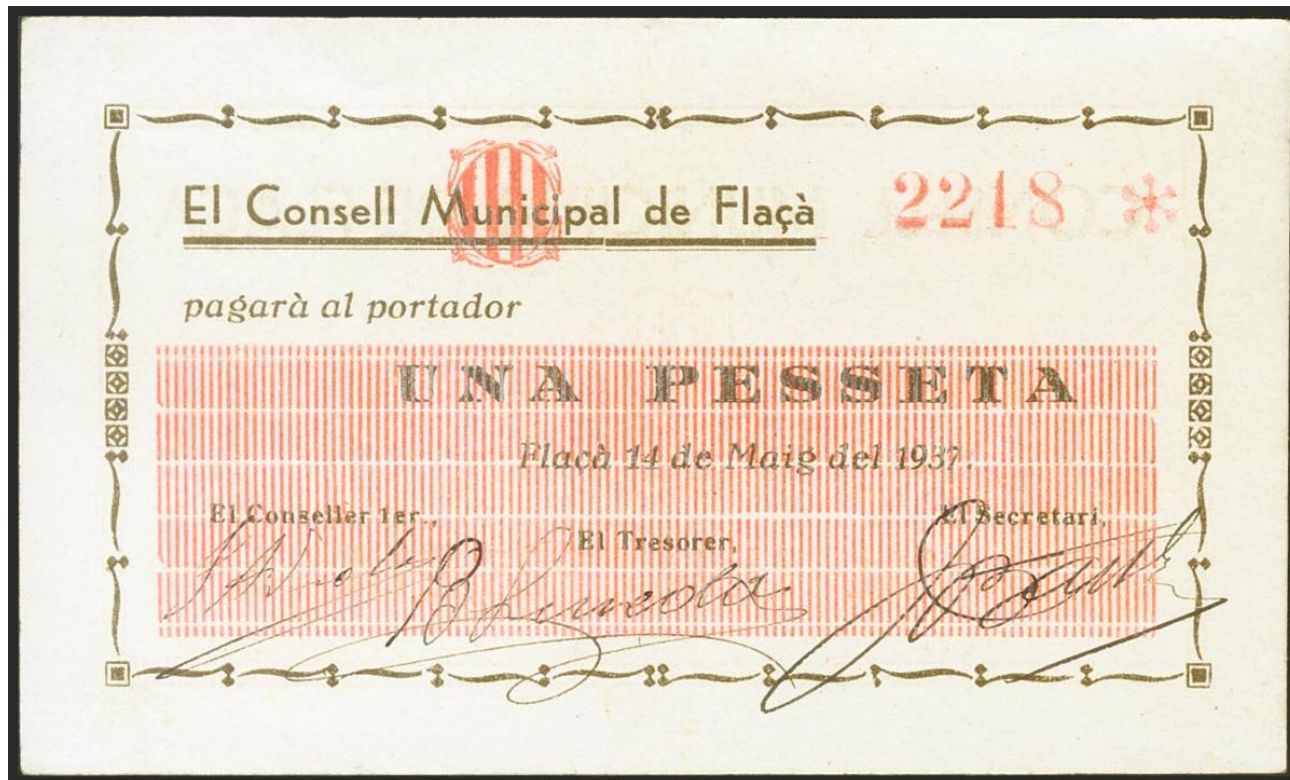 El Consell Municipal de Flaçà
2218 *
pagarà al portador
UNA PESSETA
Flaçà 14 de Maig del 1937.
El Conseller 1er.,
El Tresorer,
El Secretari,